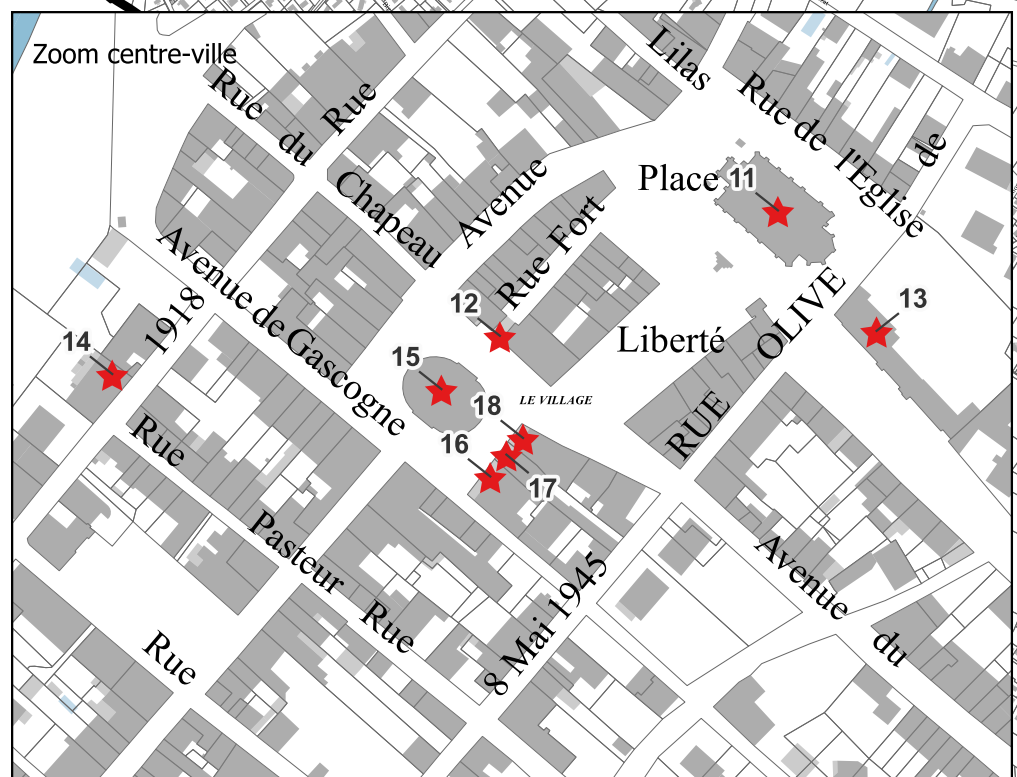 Zoom centre-ville
Lilas
Rue du
Rue
Rue de l'Eglise
de
Chapeau
Avenue
Place
11
Rue Fort
Avenue de Gascogne
1918
12
13
14
15
Liberté
RUE OLIVE
LE VILLAGE
18
16
17
Rue
Pasteur
Rue
8 Mai 1945
Avenue
du
Rue